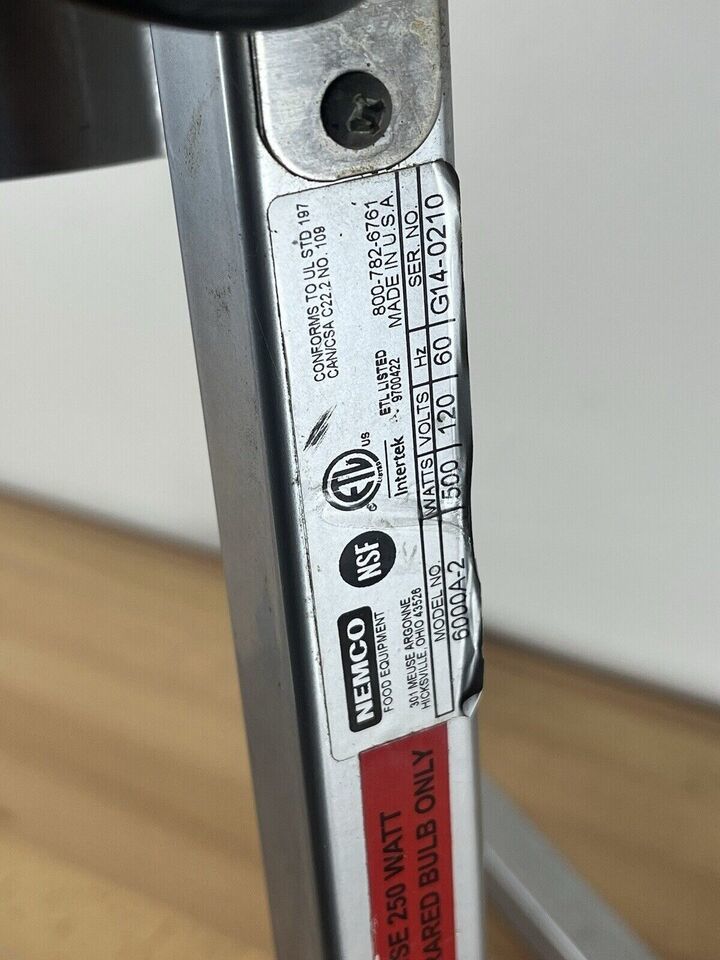 NEMCO
FOOD EQUIPMENT
301 MEUSE ARGONNE
HICKSVILLE, OHIO 43526
NSF
ETL
LISTED
C
US
Intertek
ETL LISTED
9700422
CONFORMS TO UL STD 197
CAN/CSA C22.2 NO. 109
800-782-6761
MADE IN U.S.A.
MODEL NO. WATTS VOLTS Hz SER. NO.
6000A-2 500 120 60 G14-0210
SE 250 WATT
RARED BULB ONLY